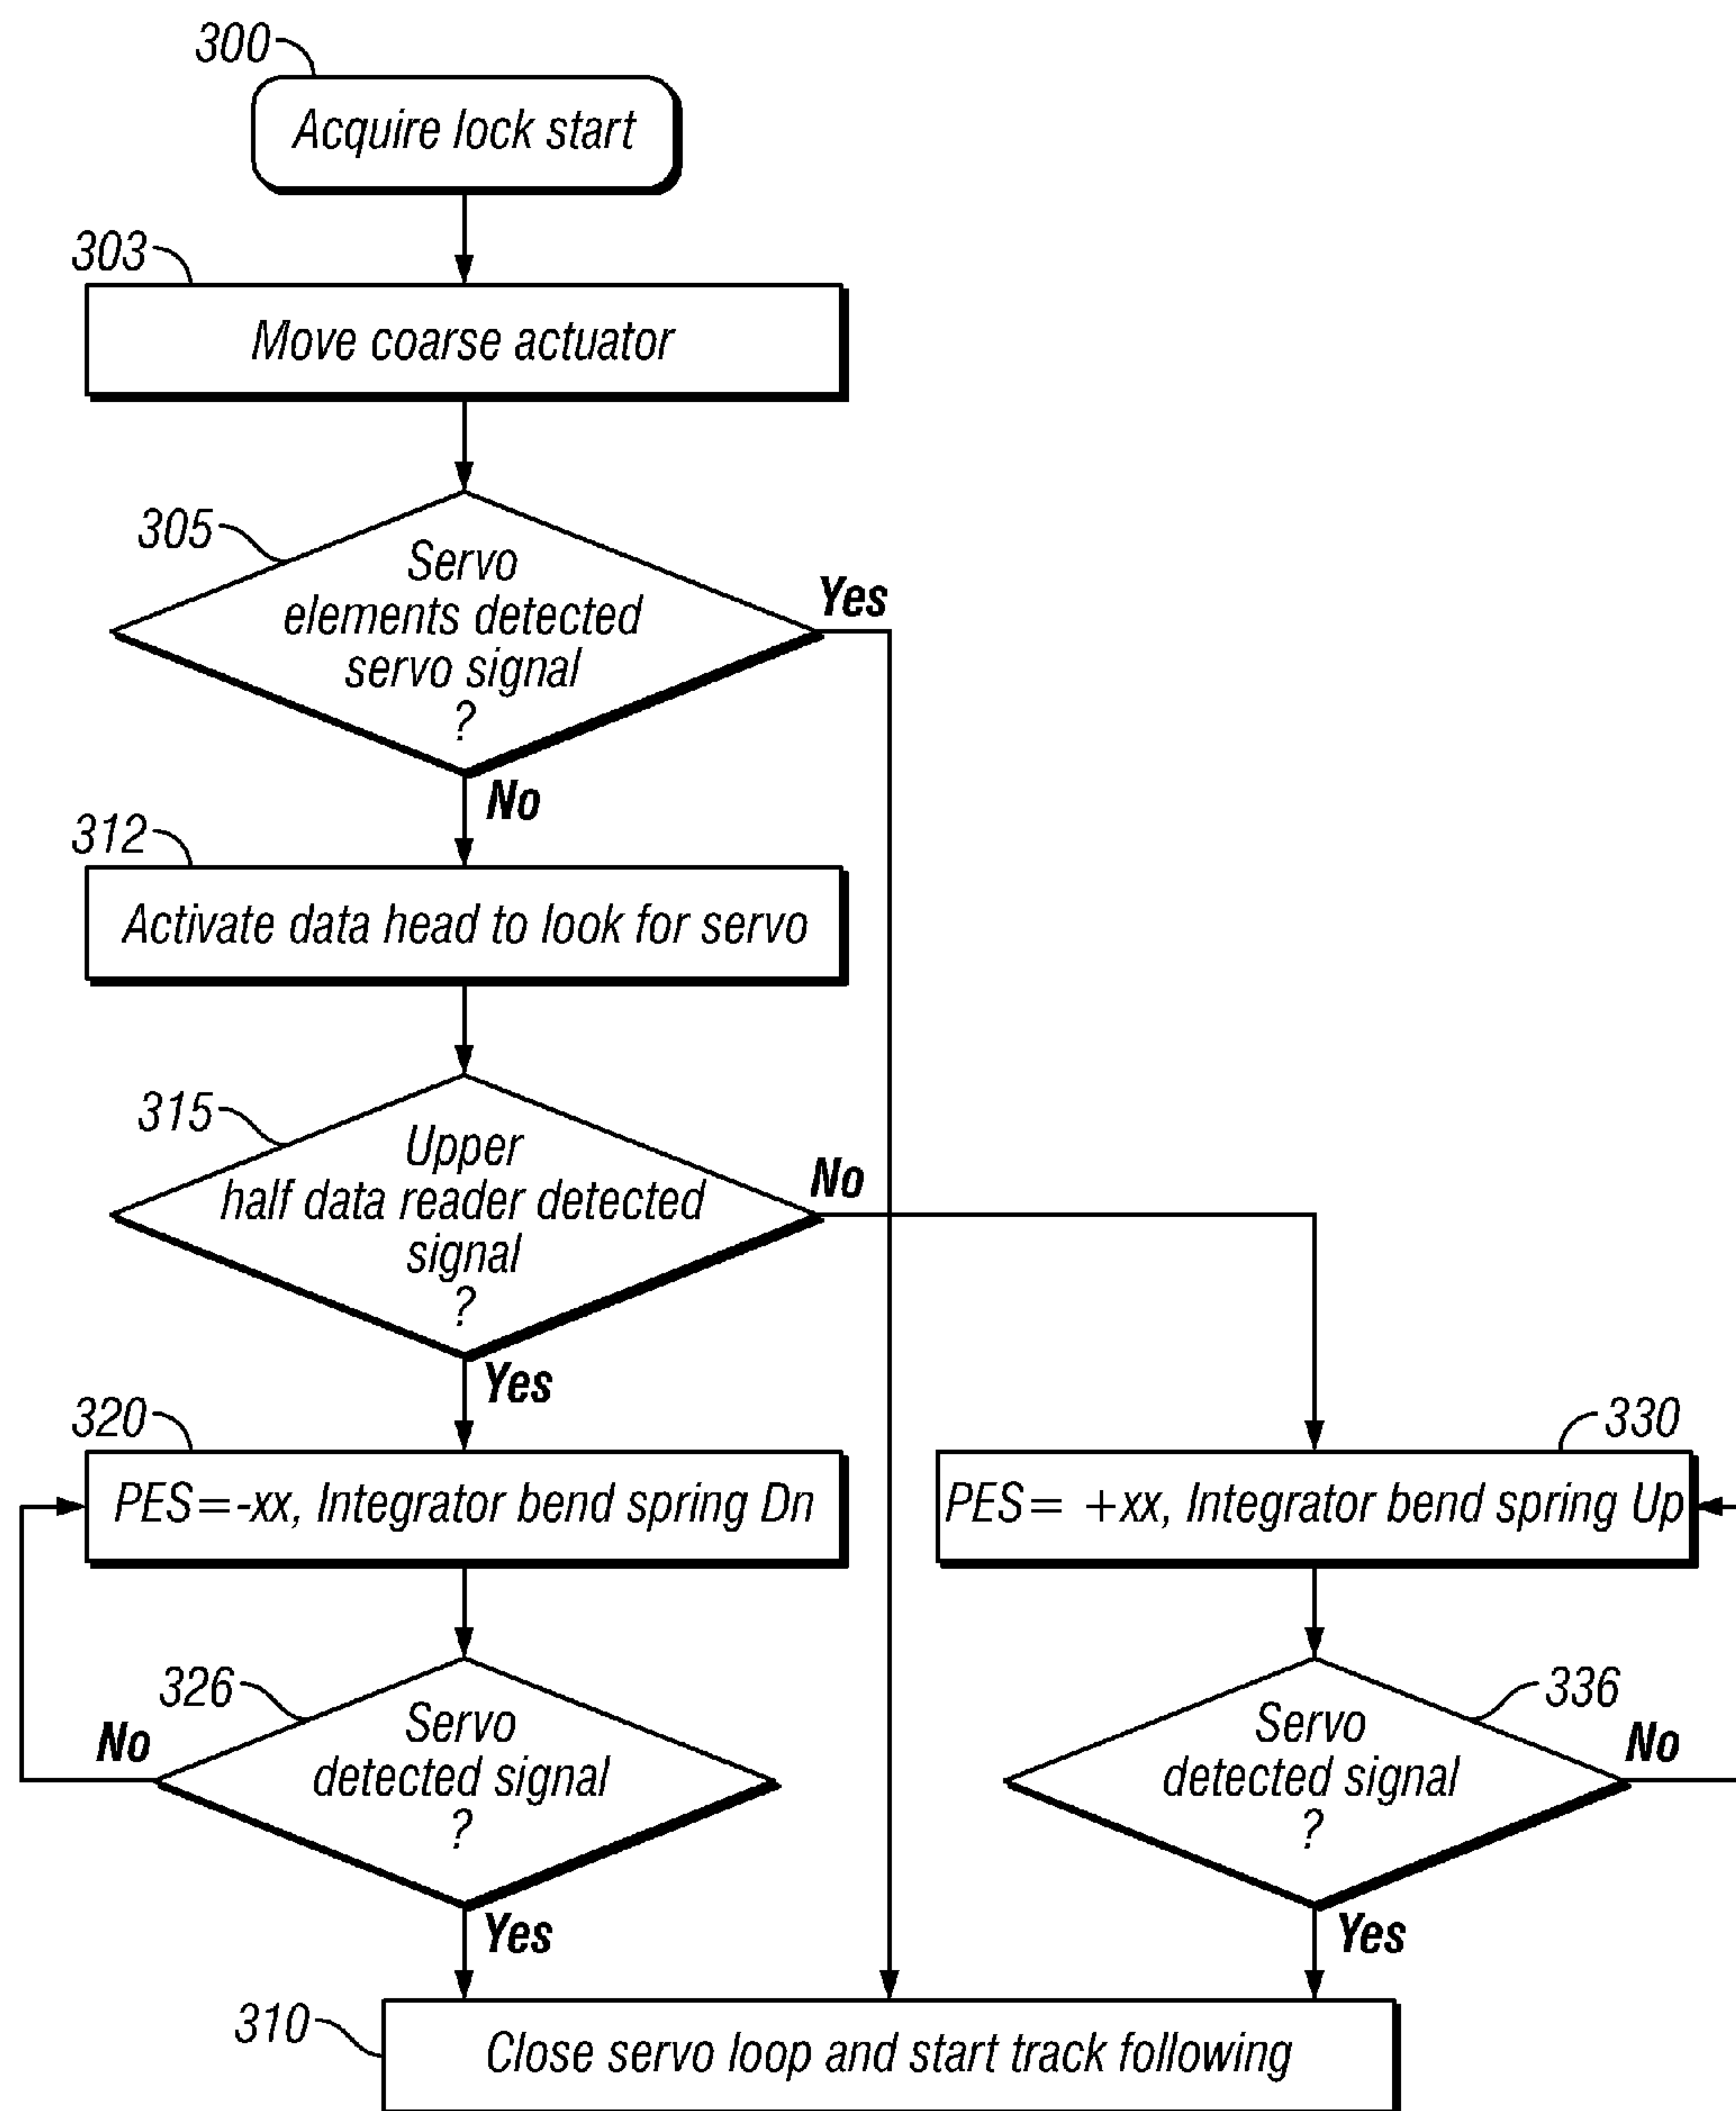 300
Acquire lock start
303
Move coarse actuator
305
Servo
elements detected
servo signal
?
Yes
No
312
Activate data head to look for servo
315
Upper
half data reader detected
signal
?
No
Yes
320
PES=-xx, Integrator bend spring Dn
330
PES= +xx, Integrator bend spring Up
326
Servo
detected signal
?
No
Yes
336
Servo
detected signal
?
No
Yes
310
Close servo loop and start track following